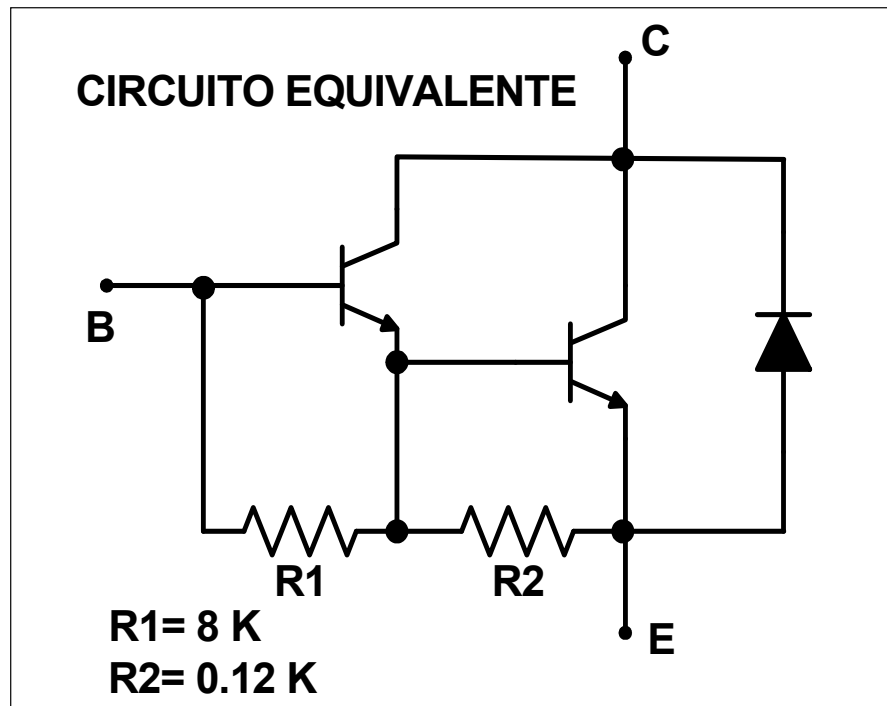 C
CIRCUITO EQUIVALENTE
B
R1
R2
R1= 8 K
E
R2= 0.12 K